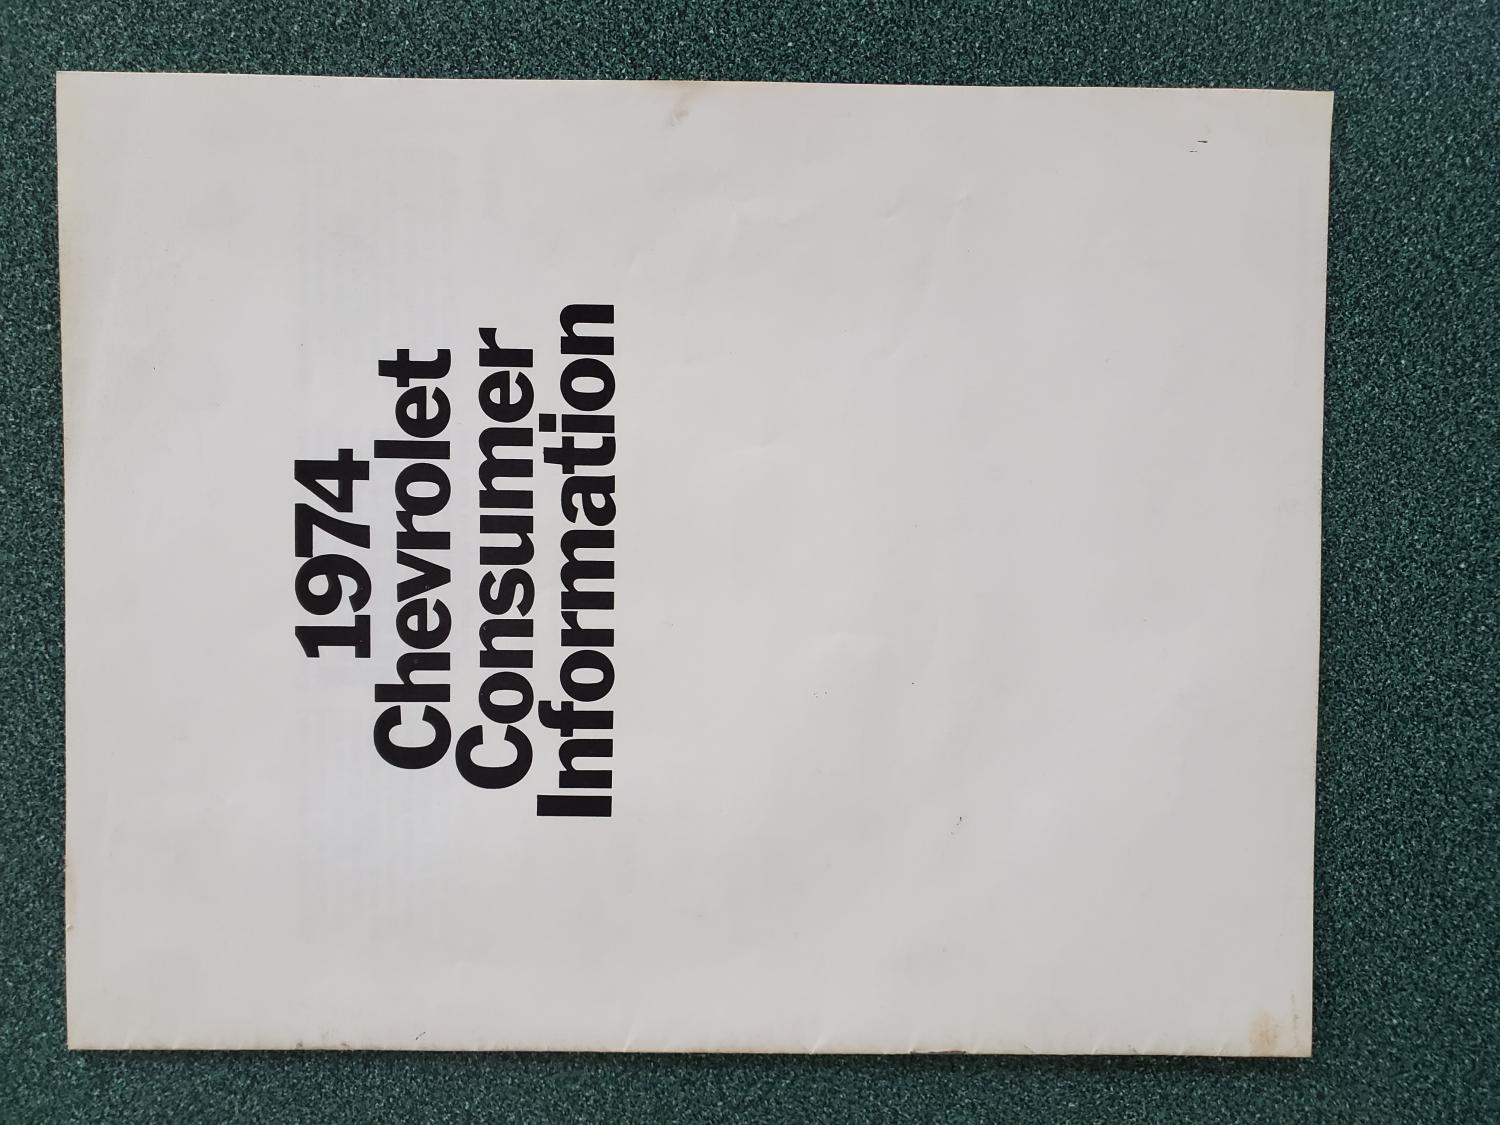 1974
Chevrolet
Consumer
Information